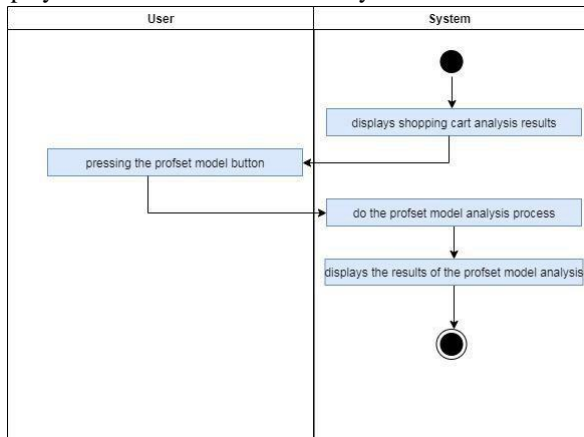 User
System
displays shopping cart analysis results
pressing the profset model button
do the profset model analysis process
displays the results of the profset model analysis